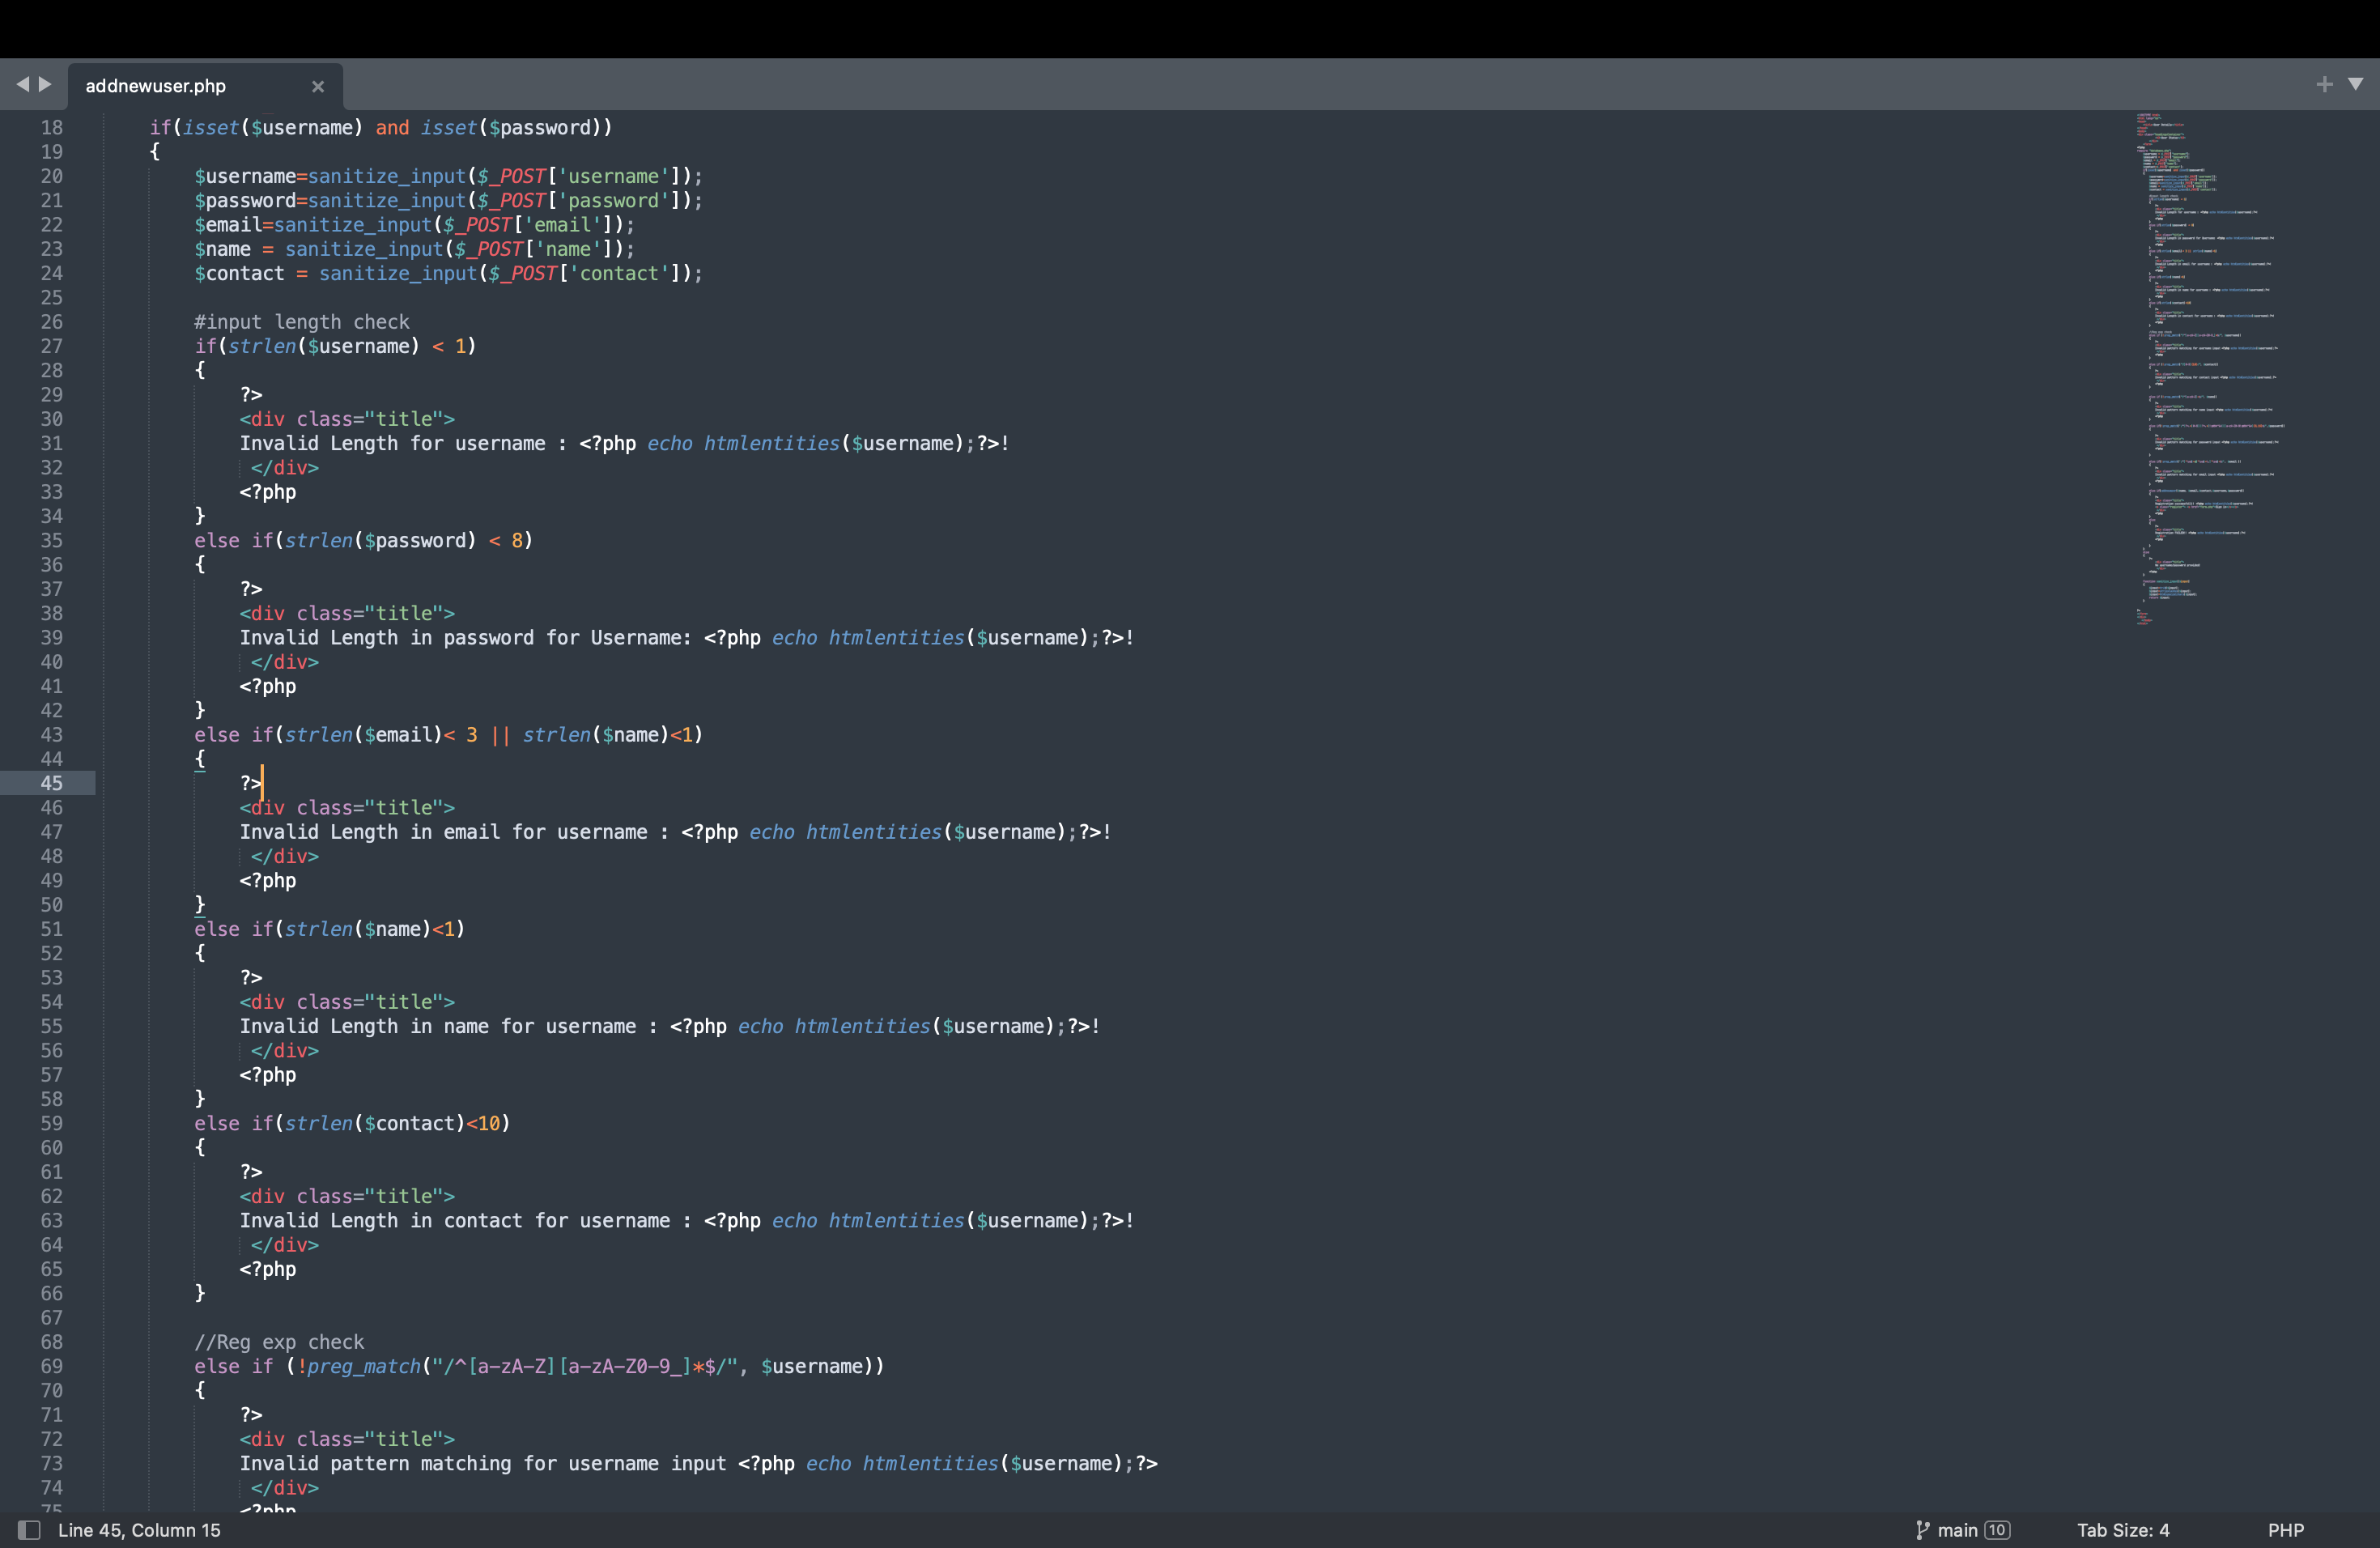 addnewuser.php
18 if(isset($username) and isset($password))
19 {
20 $username=sanitize_input($_POST['username']);
21 $password=sanitize_input($_POST['password']);
22 $email=sanitize_input($_POST['email']);
23 $name = sanitize_input($_POST['name']);
24 $contact = sanitize_input($_POST['contact']);
25
26 #input length check
27 if(strlen($username) < 1)
28 {
29 ?>
30 <div class="title">
31 Invalid Length for username : <?php echo htmlentities($username);?>!
32 </div>
33 <?php
34 }
35 else if(strlen($password) < 8)
36 {
37 ?>
38 <div class="title">
39 Invalid Length in password for Username: <?php echo htmlentities($username);?>!
40 </div>
41 <?php
42 }
43 else if(strlen($email)< 3 || strlen($name)<1)
44 {
45 ?>
46 <div class="title">
47 Invalid Length in email for username : <?php echo htmlentities($username);?>!
48 </div>
49 <?php
50 }
51 else if(strlen($name)<1)
52 {
53 ?>
54 <div class="title">
55 Invalid Length in name for username : <?php echo htmlentities($username);?>!
56 </div>
57 <?php
58 }
59 else if(strlen($contact)<10)
60 {
61 ?>
62 <div class="title">
63 Invalid Length in contact for username : <?php echo htmlentities($username);?>!
64 </div>
65 <?php
66 }
67
68 //Reg exp check
69 else if (!preg_match("/^[a-zA-Z][a-zA-Z0-9_]*$/", $username))
70 {
71 ?>
72 <div class="title">
73 Invalid pattern matching for username input <?php echo htmlentities($username);?>
74 </div>
75 <?php
Line 45, Column 15 main 10 Tab Size: 4 PHP